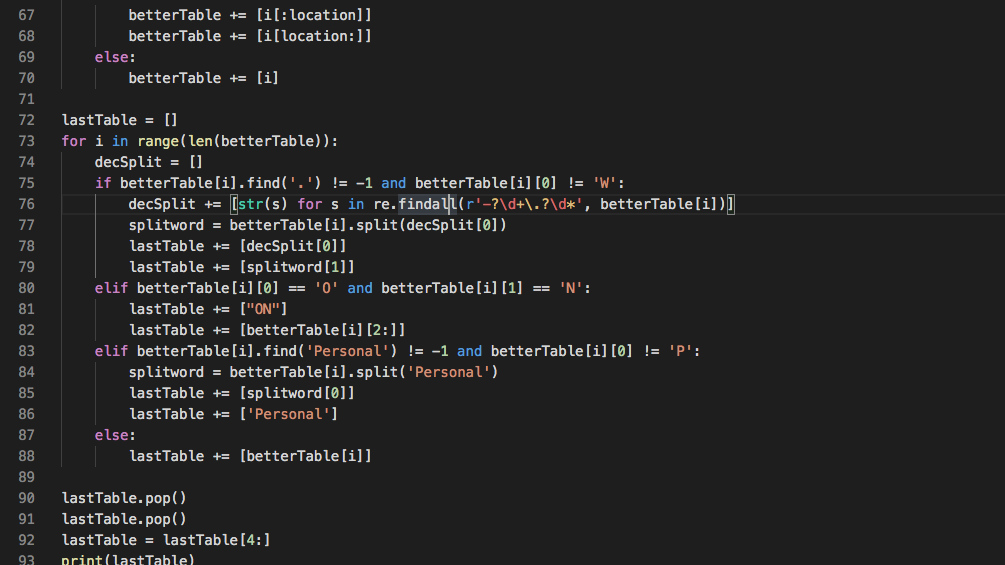 67 betterTable += [i[:location]]
68 betterTable += [i[location:]]
69 else:
70 betterTable += [i]
71
72 lastTable = []
73 for i in range(len(betterTable)):
74 decSplit = []
75 if betterTable[i].find('.') != -1 and betterTable[i][0] != 'W':
76 decSplit += [str(s) for s in re.findall(r'-?\d+\.?\d*', betterTable[i])]
77 splitword = betterTable[i].split(decSplit[0])
78 lastTable += [decSplit[0]]
79 lastTable += [splitword[1]]
80 elif betterTable[i][0] == 'O' and betterTable[i][1] == 'N':
81 lastTable += ["ON"]
82 lastTable += [betterTable[i][2:]]
83 elif betterTable[i].find('Personal') != -1 and betterTable[i][0] != 'P':
84 splitword = betterTable[i].split('Personal')
85 lastTable += [splitword[0]]
86 lastTable += ['Personal']
87 else:
88 lastTable += [betterTable[i]]
89
90 lastTable.pop()
91 lastTable.pop()
92 lastTable = lastTable[4:]
93 print(lastTable)